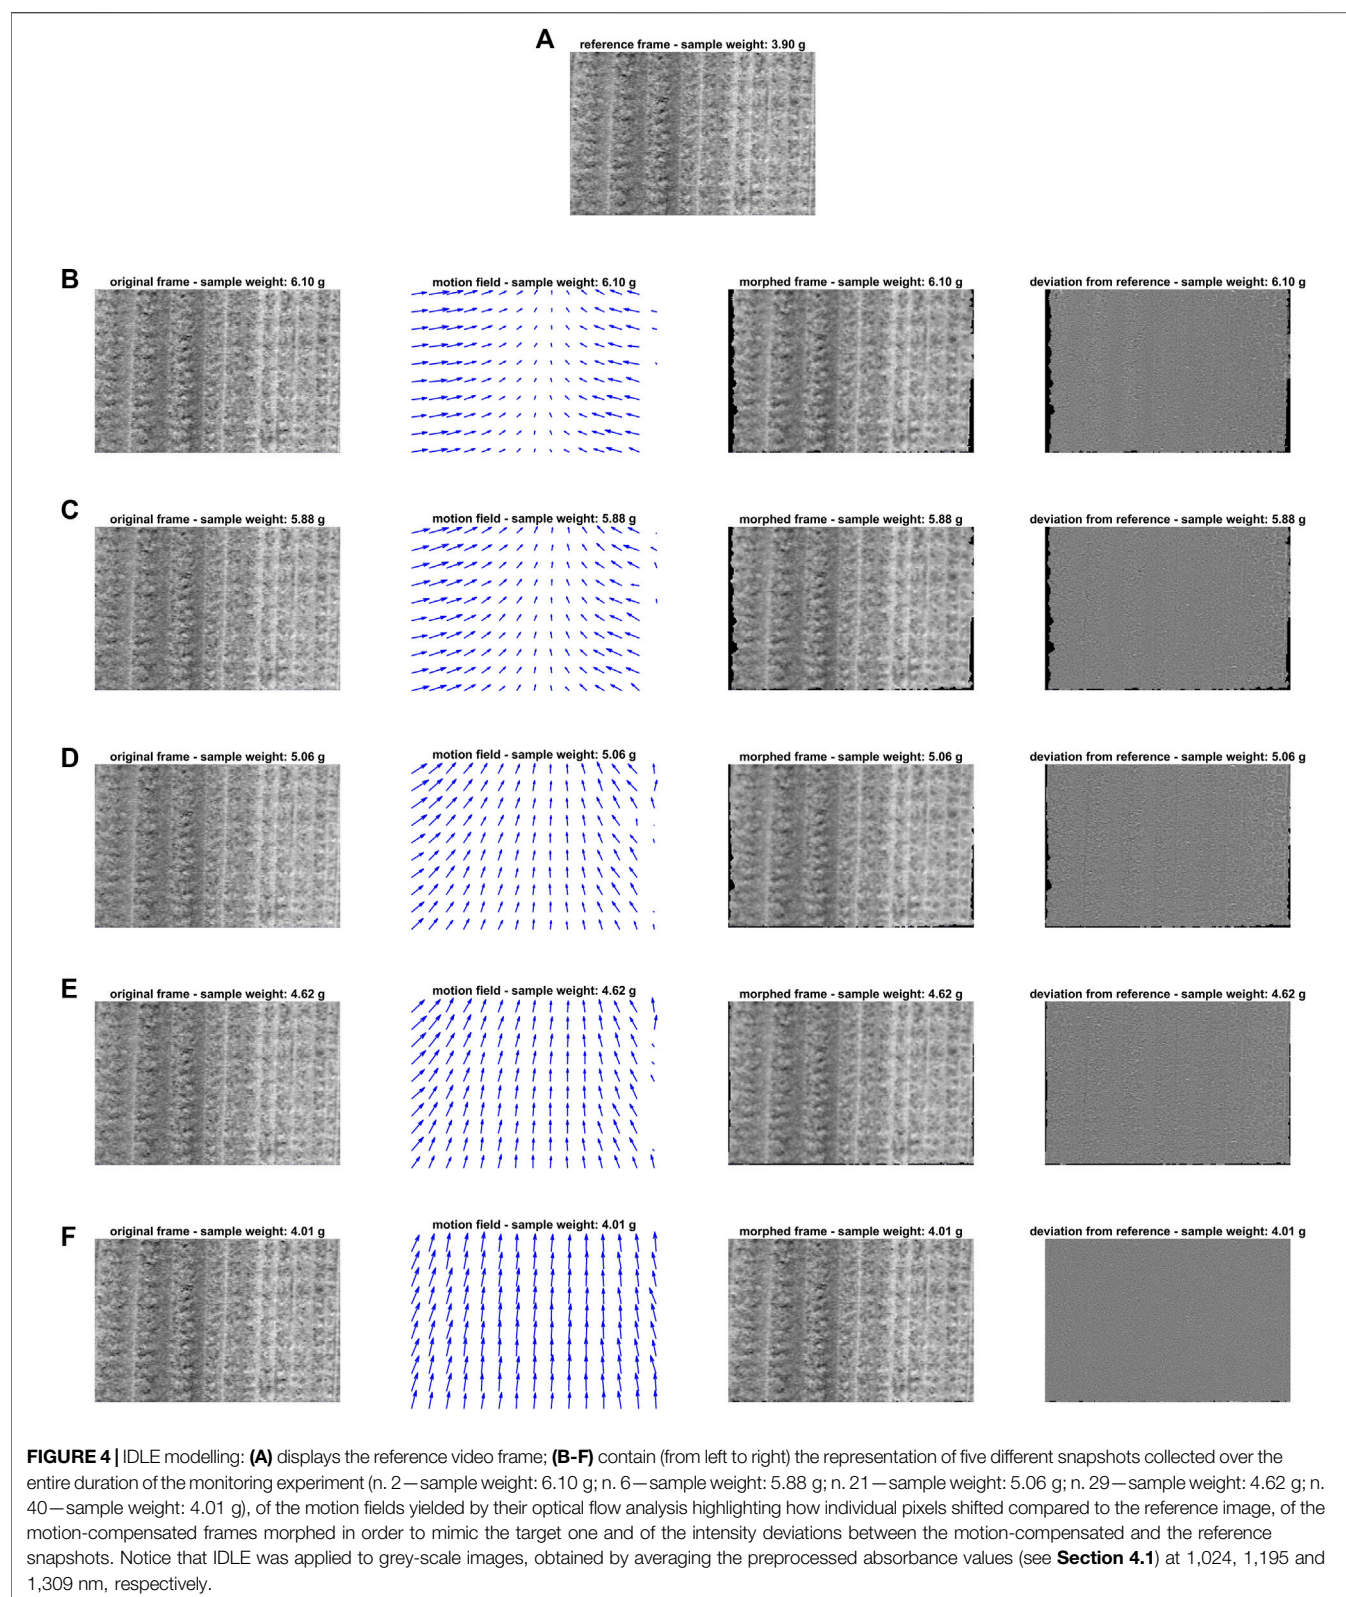 A
reference frame - sample weight: 3.90 g
B
original frame - sample weight: 6.10 g
motion field - sample weight: 6.10 g
morphed frame - sample weight: 6.10 g
deviation from reference - sample weight: 6.10 g
C
original frame - sample weight: 5.88 g
motion field - sample weight: 5.88 g
morphed frame - sample weight: 5.88 g
deviation from reference - sample weight: 5.88 g
D
original frame - sample weight: 5.06 g
motion field - sample weight: 5.06 g
morphed frame - sample weight: 5.06 g
deviation from reference - sample weight: 5.06 g
E
original frame - sample weight: 4.62 g
motion field - sample weight: 4.62 g
morphed frame - sample weight: 4.62 g
deviation from reference - sample weight: 4.62 g
F
original frame - sample weight: 4.01 g
motion field - sample weight: 4.01 g
morphed frame - sample weight: 4.01 g
deviation from reference - sample weight: 4.01 g
FIGURE 4 | IDLE modelling: (A) displays the reference video frame; (B-F) contain (from left to right) the representation of five different snapshots collected over the
entire duration of the monitoring experiment (n. 2—sample weight: 6.10 g; n. 6—sample weight: 5.88 g; n. 21—sample weight: 5.06 g; n. 29—sample weight: 4.62 g; n.
40—sample weight: 4.01 g), of the motion fields yielded by their optical flow analysis highlighting how individual pixels shifted compared to the reference image, of the
motion-compensated frames morphed in order to mimic the target one and of the intensity deviations between the motion-compensated and the reference
snapshots. Notice that IDLE was applied to grey-scale images, obtained by averaging the preprocessed absorbance values (see Section 4.1) at 1,024, 1,195 and
1,309 nm, respectively.